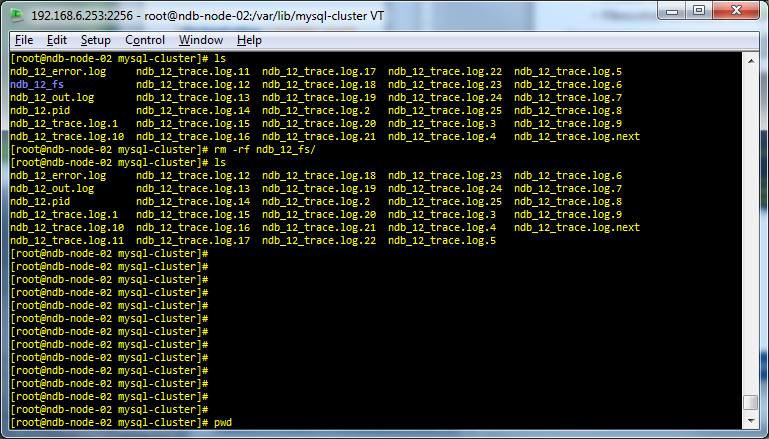 192.168.6.253:2256 - root@ndb-node-02:/var/lib/mysql-cluster VT
File Edit Setup Control Window Help
[root@ndb-node-02 mysql-cluster]# ls
ndb_12_error.log ndb_12_trace.log.11 ndb_12_trace.log.17 ndb_12_trace.log.22 ndb_12_trace.log.5
ndb_12_fs ndb_12_trace.log.12 ndb_12_trace.log.18 ndb_12_trace.log.23 ndb_12_trace.log.6
ndb_12_out.log ndb_12_trace.log.13 ndb_12_trace.log.19 ndb_12_trace.log.24 ndb_12_trace.log.7
ndb_12.pid ndb_12_trace.log.14 ndb_12_trace.log.2 ndb_12_trace.log.25 ndb_12_trace.log.8
ndb_12_trace.log.1 ndb_12_trace.log.15 ndb_12_trace.log.20 ndb_12_trace.log.3 ndb_12_trace.log.9
ndb_12_trace.log.10 ndb_12_trace.log.16 ndb_12_trace.log.21 ndb_12_trace.log.4 ndb_12_trace.log.next
[root@ndb-node-02 mysql-cluster]# rm -rf ndb_12_fs/
[root@ndb-node-02 mysql-cluster]# ls
ndb_12_error.log ndb_12_trace.log.12 ndb_12_trace.log.18 ndb_12_trace.log.23 ndb_12_trace.log.6
ndb_12_out.log ndb_12_trace.log.13 ndb_12_trace.log.19 ndb_12_trace.log.24 ndb_12_trace.log.7
ndb_12.pid ndb_12_trace.log.14 ndb_12_trace.log.2 ndb_12_trace.log.25 ndb_12_trace.log.8
ndb_12_trace.log.1 ndb_12_trace.log.15 ndb_12_trace.log.20 ndb_12_trace.log.3 ndb_12_trace.log.9
ndb_12_trace.log.10 ndb_12_trace.log.16 ndb_12_trace.log.21 ndb_12_trace.log.4 ndb_12_trace.log.next
ndb_12_trace.log.11 ndb_12_trace.log.17 ndb_12_trace.log.22 ndb_12_trace.log.5
[root@ndb-node-02 mysql-cluster]#
[root@ndb-node-02 mysql-cluster]#
[root@ndb-node-02 mysql-cluster]#
[root@ndb-node-02 mysql-cluster]#
[root@ndb-node-02 mysql-cluster]#
[root@ndb-node-02 mysql-cluster]#
[root@ndb-node-02 mysql-cluster]#
[root@ndb-node-02 mysql-cluster]#
[root@ndb-node-02 mysql-cluster]#
[root@ndb-node-02 mysql-cluster]#
[root@ndb-node-02 mysql-cluster]#
[root@ndb-node-02 mysql-cluster]#
[root@ndb-node-02 mysql-cluster]#
[root@ndb-node-02 mysql-cluster]# pwd